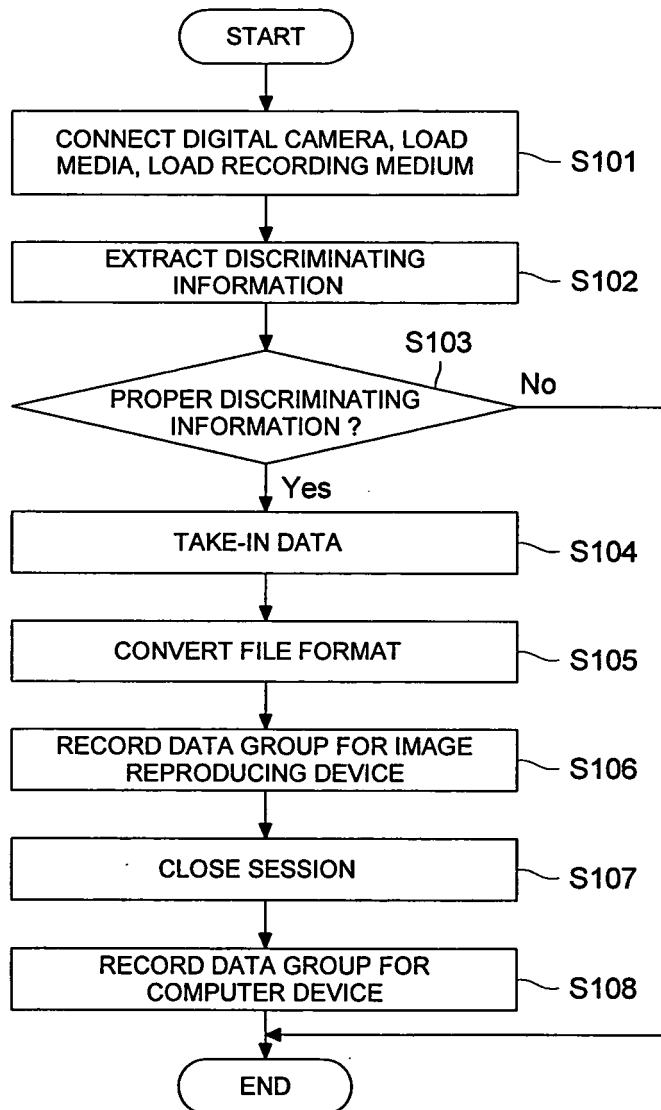 START
CONNECT DIGITAL CAMERA, LOAD
MEDIA, LOAD RECORDING MEDIUM
S101
EXTRACT DISCRIMINATING
INFORMATION
S102
S103
PROPER DISCRIMINATING
INFORMATION ?
No
Yes
TAKE-IN DATA
S104
CONVERT FILE FORMAT
S105
RECORD DATA GROUP FOR IMAGE
REPRODUCING DEVICE
S106
CLOSE SESSION
S107
RECORD DATA GROUP FOR
COMPUTER DEVICE
S108
END